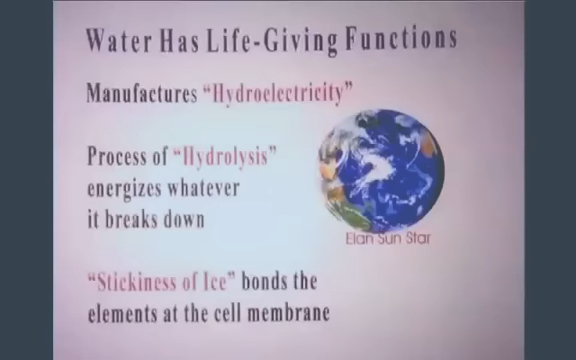 Water Has Life-Giving Functions
Manufactures “Hydroelectricity”
Process of “Hydrolysis”
energizes whatever
it breaks down
Elan Sun Star
“Stickiness of Ice” bonds the
elements at the cell membrane